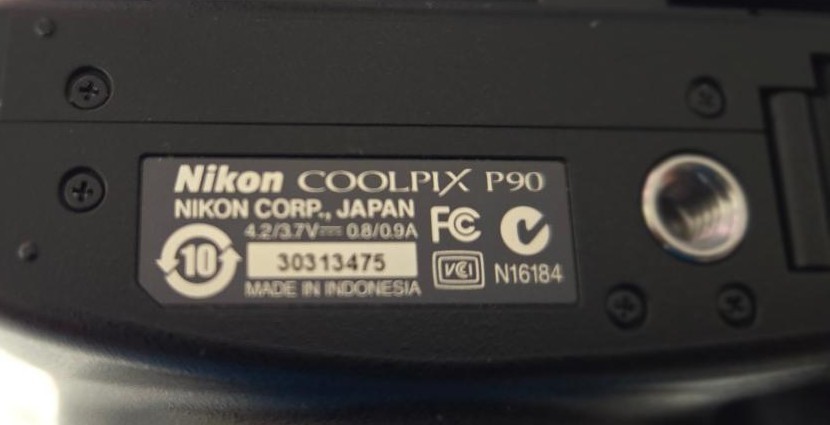 Nikon COOLPIX P90
NIKON CORP., JAPAN
4.2/3.7V⎓ 0.8/0.9A
FC
10
30313475
VCI
N16184
MADE IN INDONESIA